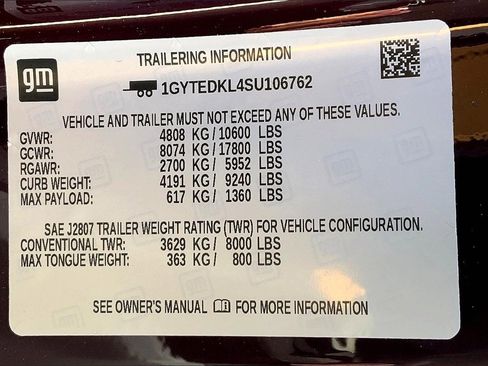 gm
TRAILERING INFORMATION
1GYTEDKL4SU106762
VEHICLE AND TRAILER MUST NOT EXCEED ANY OF THESE VALUES.
GVWR: 4808 KG / 10600 LBS
GCWR: 8074 KG / 17800 LBS
RGAWR: 2700 KG / 5952 LBS
CURB WEIGHT: 4191 KG / 9240 LBS
MAX PAYLOAD: 617 KG / 1360 LBS
SAE J2807 TRAILER WEIGHT RATING (TWR) FOR VEHICLE CONFIGURATION.
CONVENTIONAL TWR: 3629 KG / 8000 LBS
MAX TONGUE WEIGHT: 363 KG / 800 LBS
SEE OWNER'S MANUAL FOR MORE INFORMATION